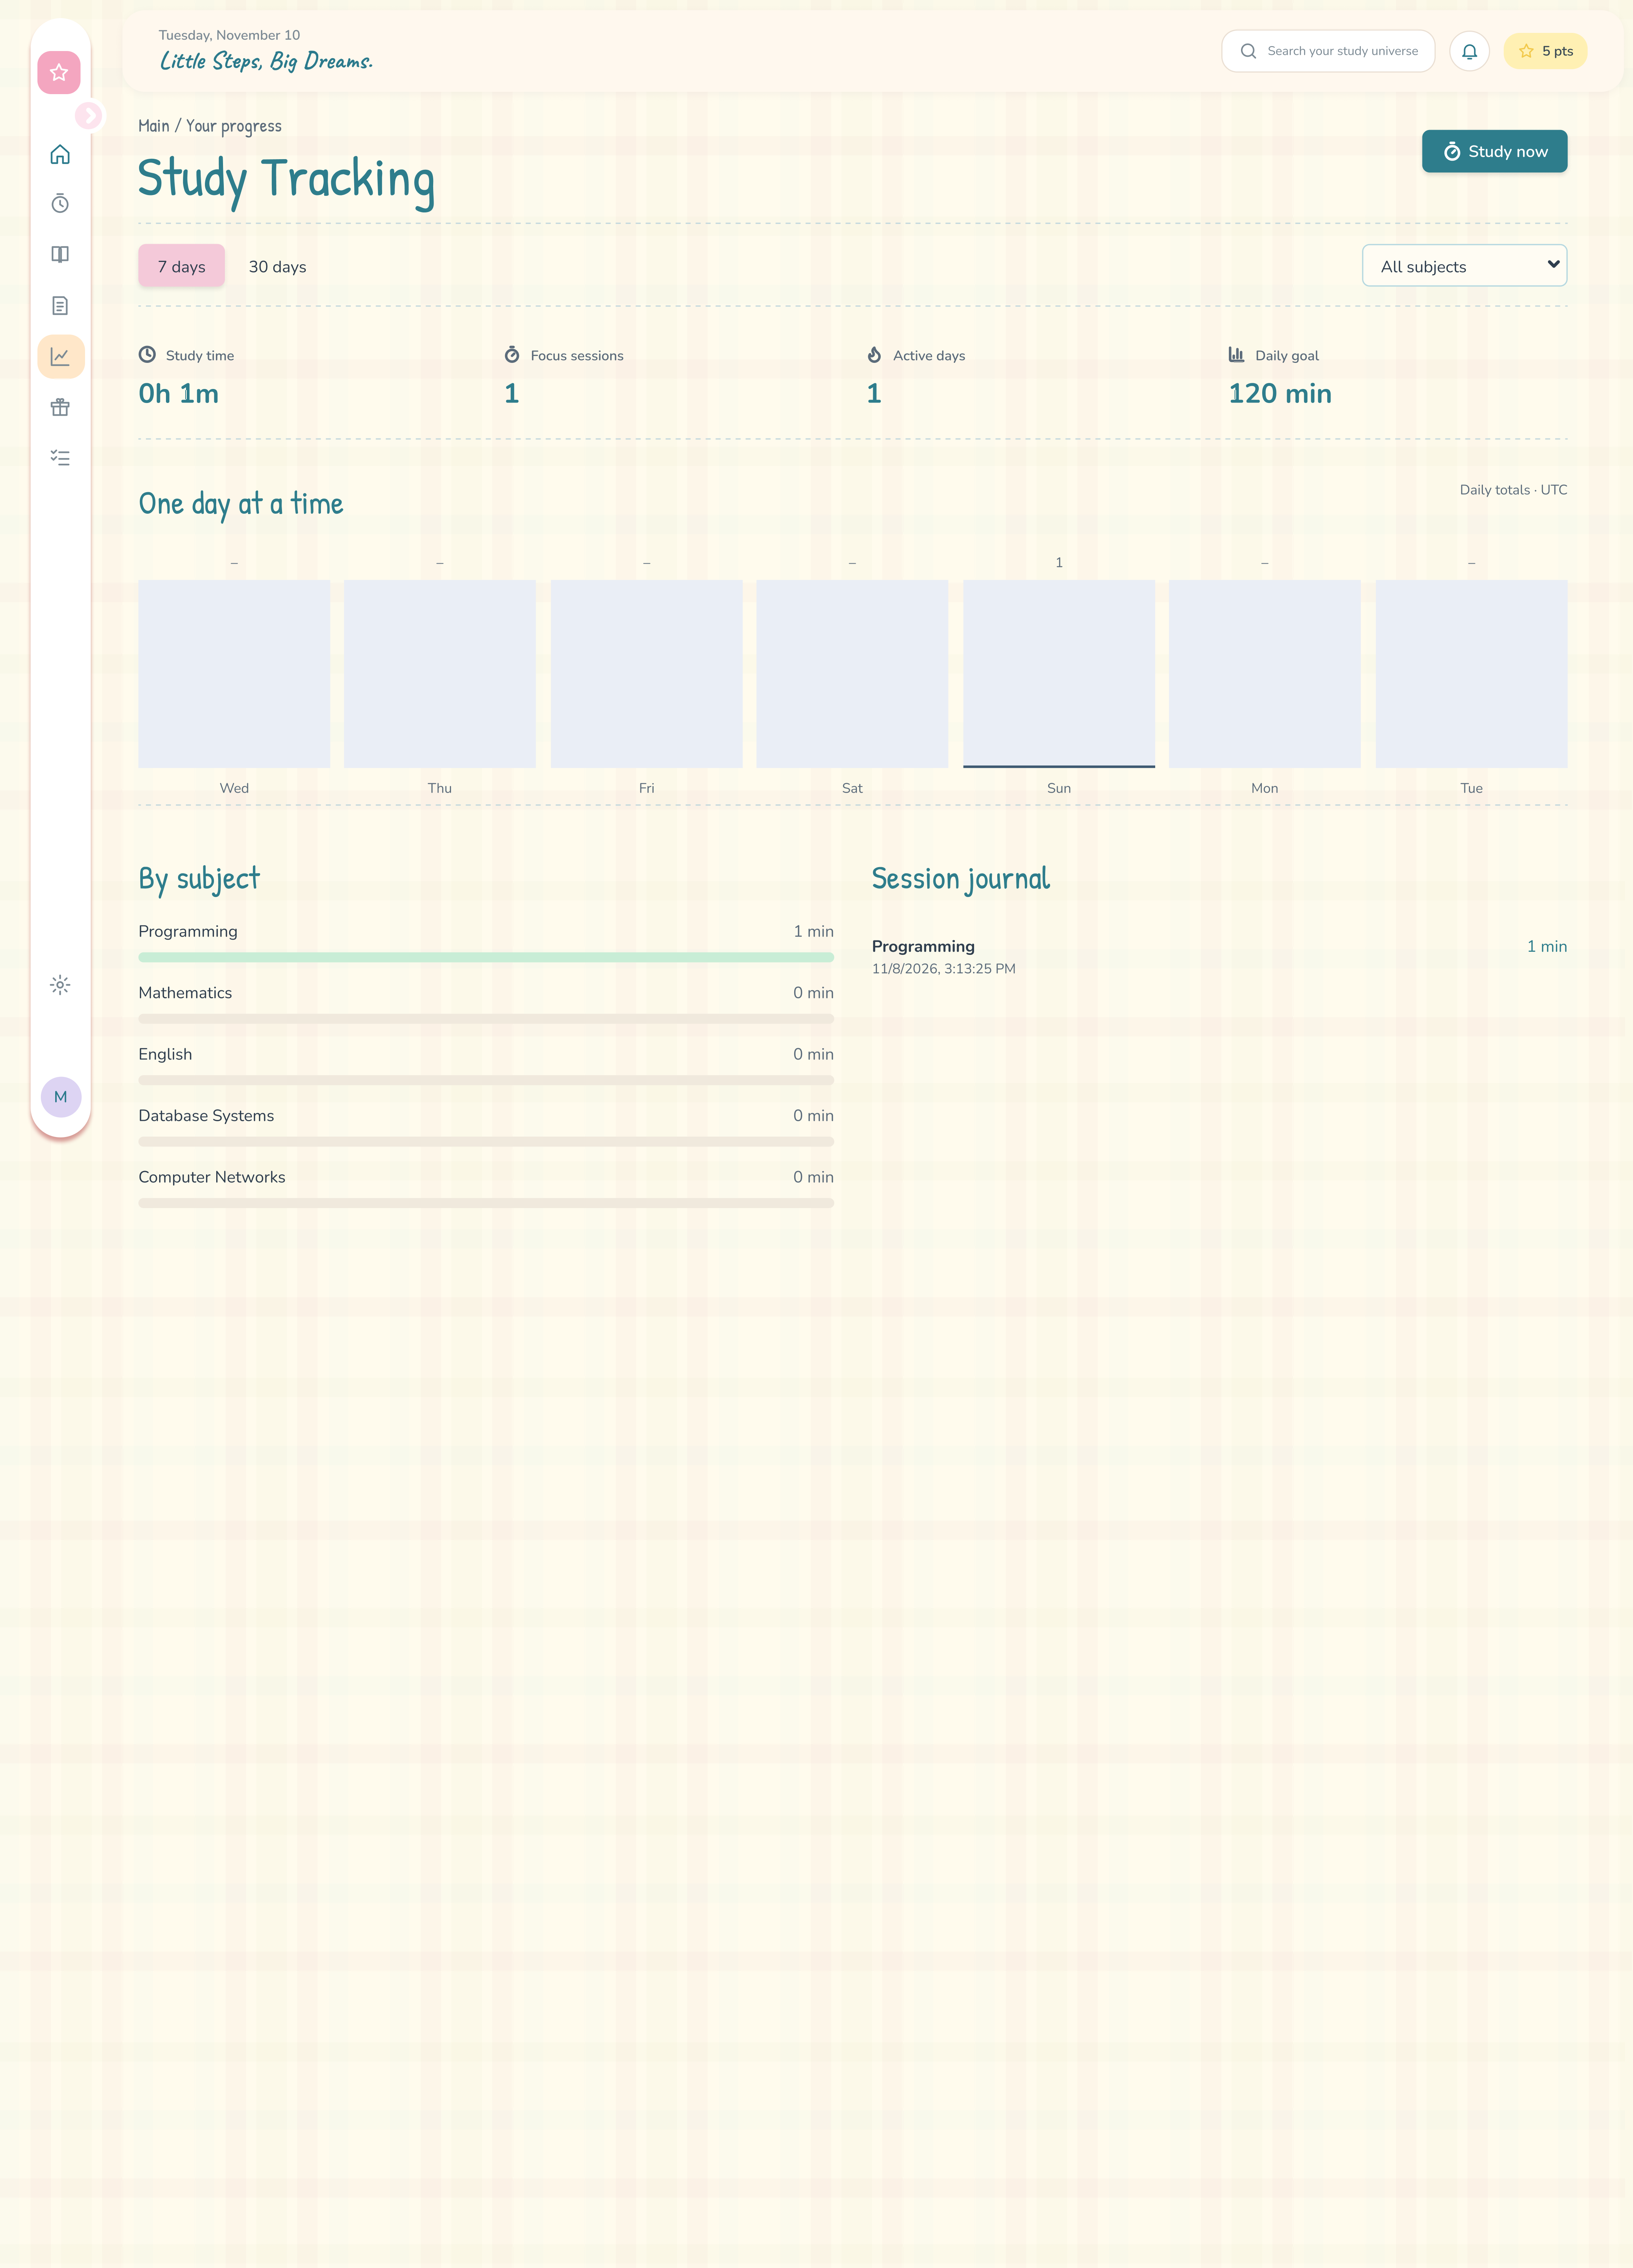 Tuesday, November 10
Little Steps, Big Dreams.
Search your study universe
5 pts
Main / Your progress
Study Tracking
Study now
7 days
30 days
All subjects
Study time
0h 1m
Focus sessions
1
Active days
1
Daily goal
120 min
One day at a time
Daily totals · UTC
–
–
–
–
1
–
–
Wed
Thu
Fri
Sat
Sun
Mon
Tue
By subject
Programming
1 min
Mathematics
0 min
English
0 min
Database Systems
0 min
Computer Networks
0 min
Session journal
Programming
1 min
11/8/2026, 3:13:25 PM
M